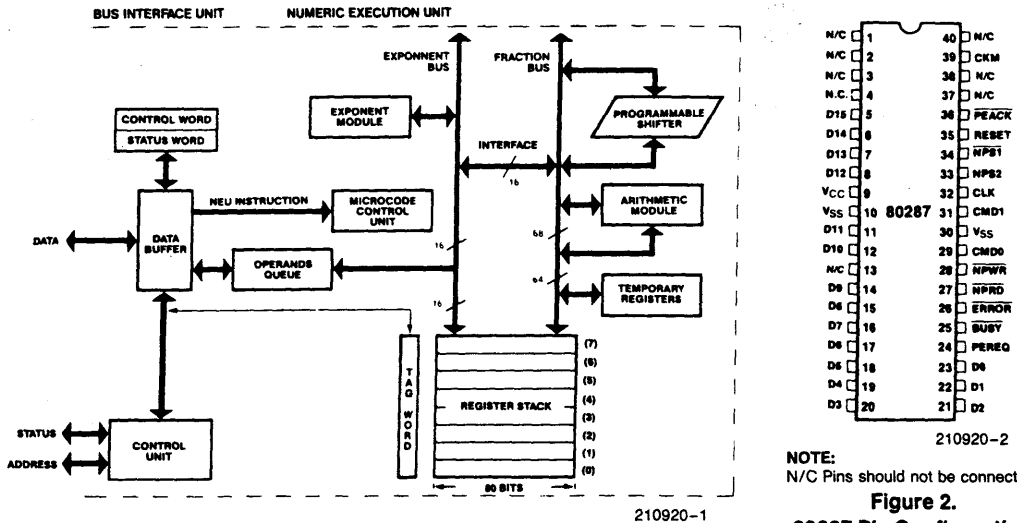 BUS INTERFACE UNIT
NUMERIC EXECUTION UNIT
EXPONNENT
BUS
FRACTION
BUS
EXPONENT
MODULE
PROGRAMMABLE
SHIFTER
CONTROL WORD
STATUS WORD
INTERFACE
16
NEU INSTRUCTION
MICROCODE
CONTROL
UNIT
ARITHMETIC
MODULE
DATA
DATA
BUFFER
16
68
OPERANDS
QUEUE
64
TEMPORARY
REGISTERS
16
TAG WORD
REGISTER STACK
(7)
(6)
(5)
(4)
(3)
(2)
(1)
(0)
STATUS
ADDRESS
CONTROL
UNIT
80 BITS
210920-1
N/C 1 40 N/C
N/C 2 39 CKM
N/C 3 38 N/C
N.C. 4 37 N/C
D15 5 36 PEACK
D14 6 35 RESET
D13 7 34 NPS1
D12 8 33 NPS2
VCC 9 32 CLK
VSS 10 80287 31 CMD1
D11 11 30 VSS
D10 12 29 CMD0
N/C 13 28 NPWR
D9 14 27 NPRD
D8 15 26 ERROR
D7 16 25 BUSY
D6 17 24 PEREQ
D5 18 23 D0
D4 19 22 D1
D3 20 21 D2
210920-2
NOTE:
N/C Pins should not be connect
Figure 2.